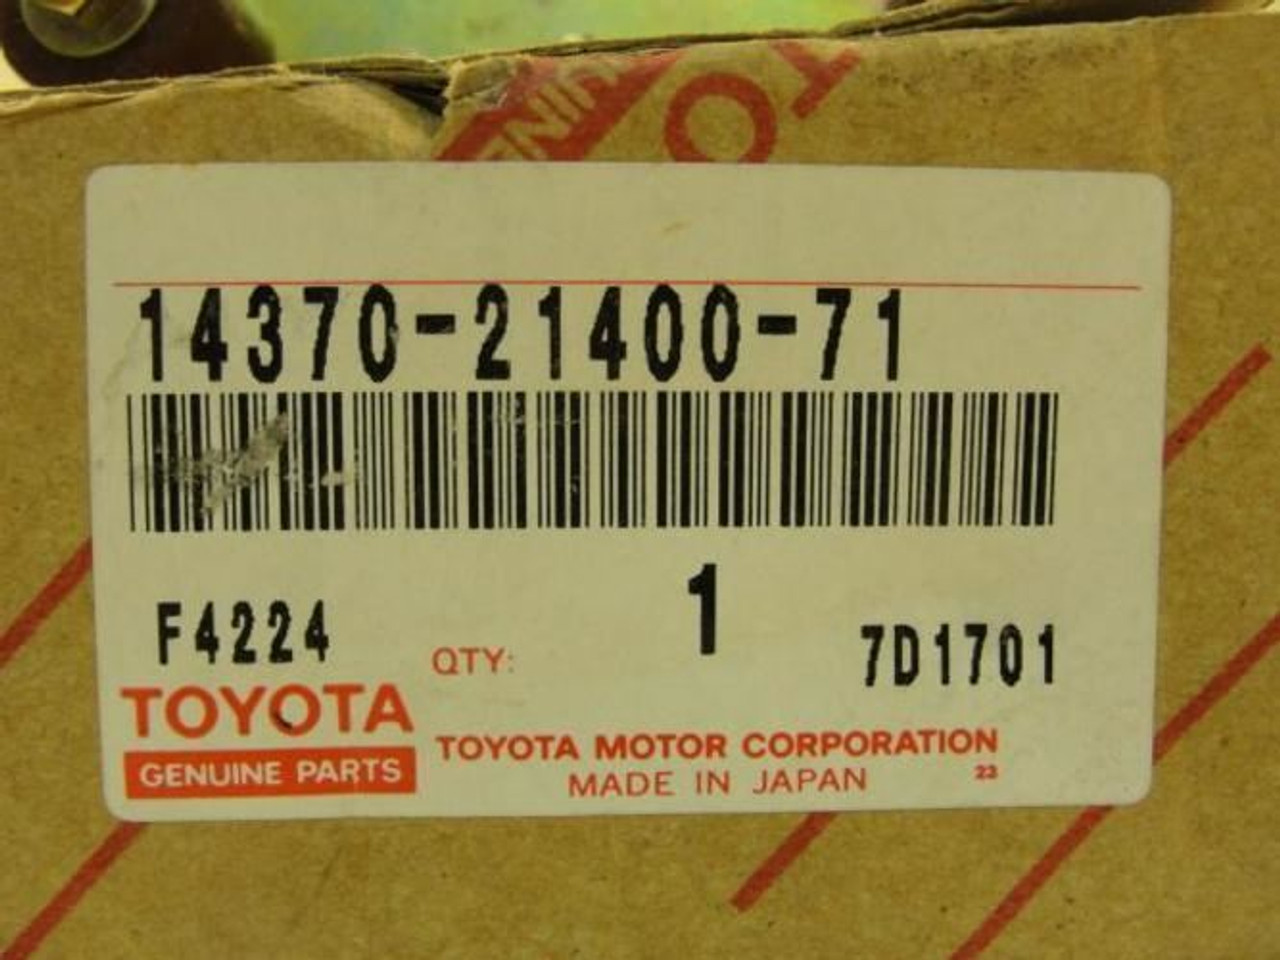 14370-21400-71
F4224
QTY:
1
7D1701
TOYOTA
GENUINE PARTS
TOYOTA MOTOR CORPORATION
MADE IN JAPAN
23